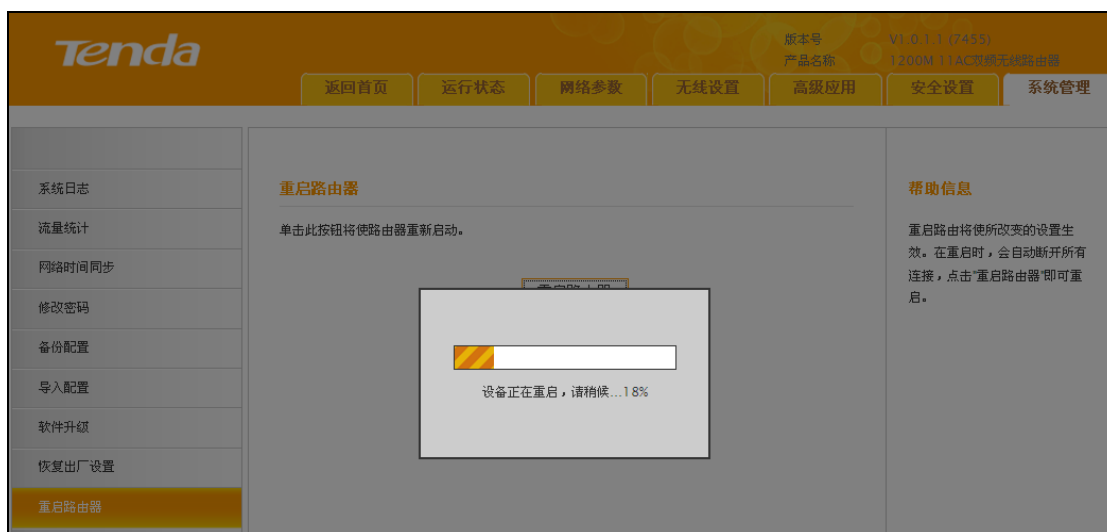 Tenda
版本号 V1.0.1.1 (7455)
产品名称 1200M 11AC双频无线路由器
返回首页 运行状态 网络参数 无线设置 高级应用 安全设置 系统管理
系统日志
流量统计
网络时间同步
修改密码
备份配置
导入配置
软件升级
恢复出厂设置
重启路由器
重启路由器
单击此按钮将使路由器重新启动。
重启路由器
设备正在重启，请稍候...18%
帮助信息
重启路由将使所改变的设置生
效。在重启时，会自动断开所有
连接，点击"重启路由器"即可重
启。